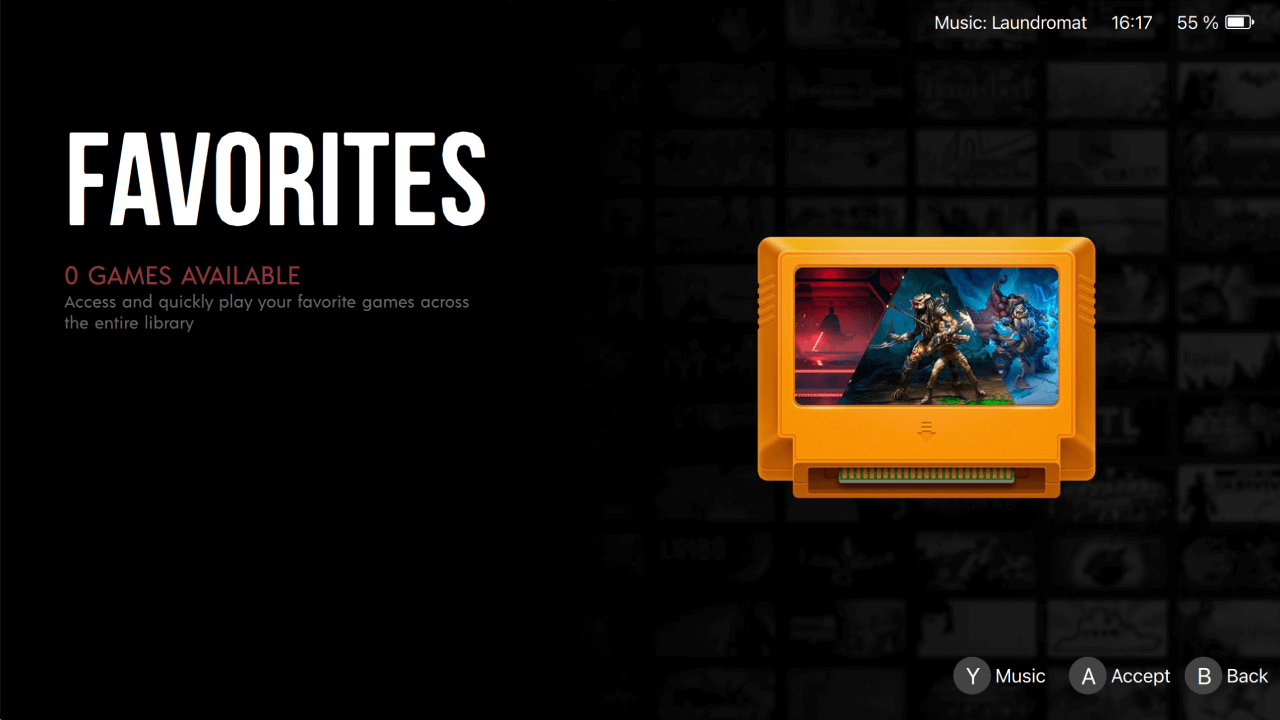 Music: Laundromat 16:17 55 %
FAVORITES
0 GAMES AVAILABLE
Access and quickly play your favorite games across
the entire library
Y Music A Accept B Back